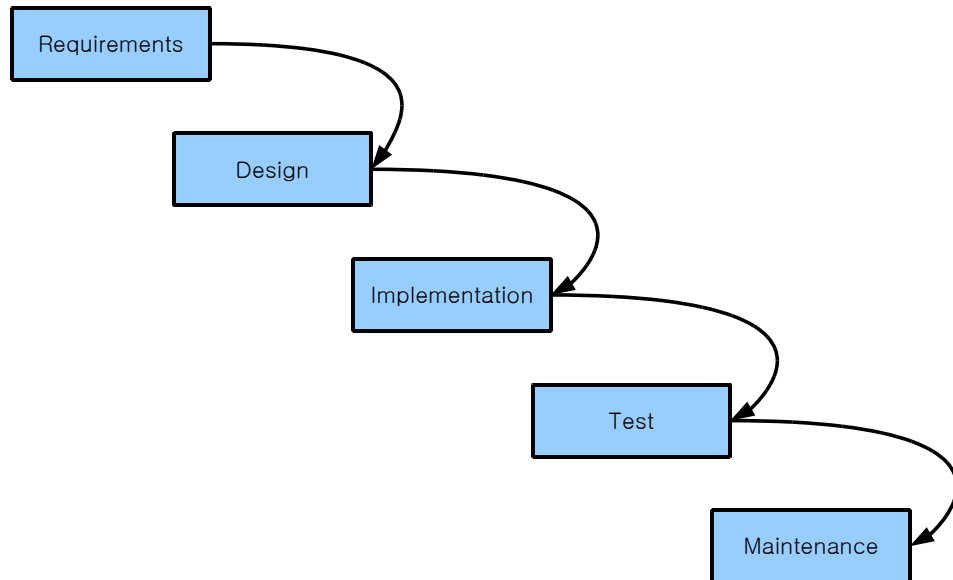 Requirements
Design
Implementation
Test
Maintenance